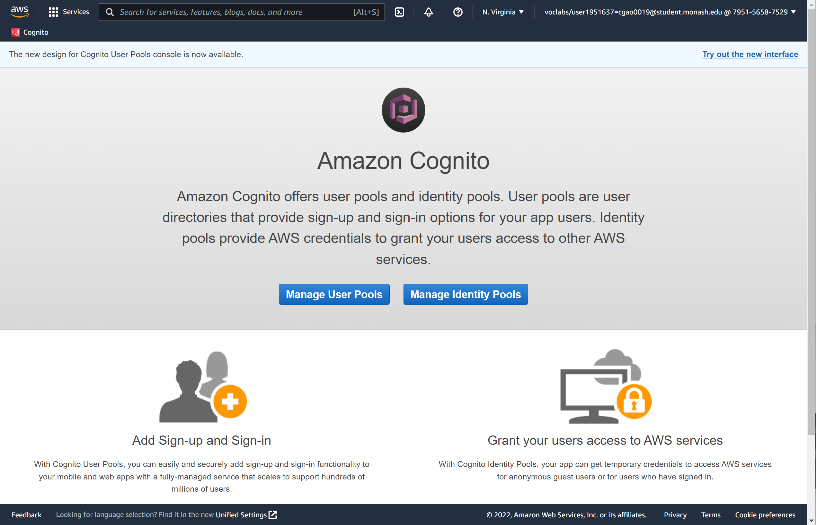 aws
Services
Search for services, features, blogs, docs, and more
[Alt+S]
N. Virginia ▼
voclabs/user1951637=cgao0019@student.monash.edu @ 7951-5658-7529 ▼
Cognito
The new design for Cognito User Pools console is now available.
Try out the new interface
Amazon Cognito
Amazon Cognito offers user pools and identity pools. User pools are user
directories that provide sign-up and sign-in options for your app users. Identity
pools provide AWS credentials to grant your users access to other AWS
services.
Manage User Pools
Manage Identity Pools
Add Sign-up and Sign-in
With Cognito User Pools, you can easily and securely add sign-up and sign-in functionality to
your mobile and web apps with a fully-managed service that scales to support hundreds of
millions of users.
Grant your users access to AWS services
With Cognito Identity Pools, your app can get temporary credentials to access AWS services
for anonymous guest users or for users who have signed in.
Feedback
Looking for language selection? Find it in the new Unified Settings
© 2022, Amazon Web Services, Inc. or its affiliates.
Privacy
Terms
Cookie preferences